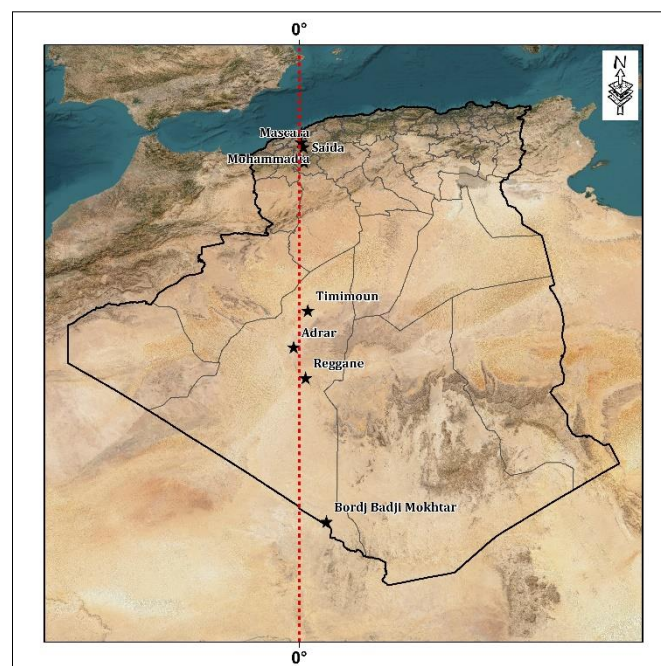 0°
N
Mascara
Saida
Mohammadia
Timimoun
Adrar
Reggane
Bordj Badji Mokhtar
0°